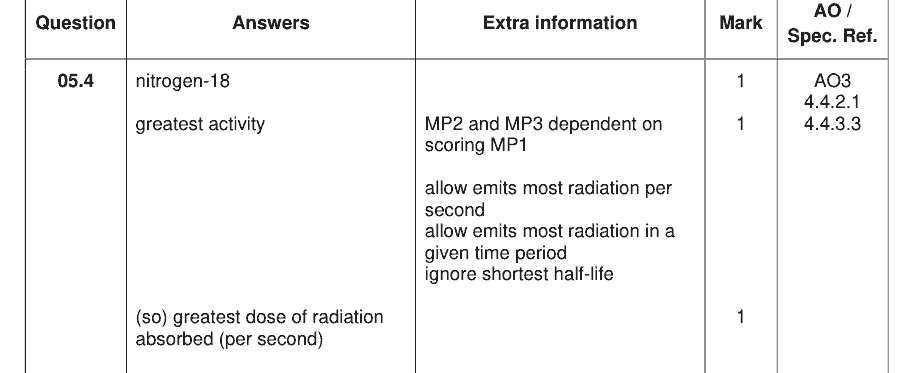 Question Answers Extra information Mark AO /
Spec. Ref.
05.4 nitrogen-18 1 AO3
4.4.2.1
greatest activity MP2 and MP3 dependent on 1 4.4.3.3
scoring MP1
allow emits most radiation per
second
allow emits most radiation in a
given time period
ignore shortest half-life
(so) greatest dose of radiation 1
absorbed (per second)